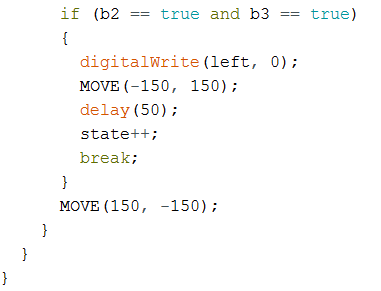 if (b2 == true and b3 == true)
{
digitalWrite(left, 0);
MOVE(-150, 150);
delay(50);
state++;
break;
}
MOVE(150, -150);
}
}
}